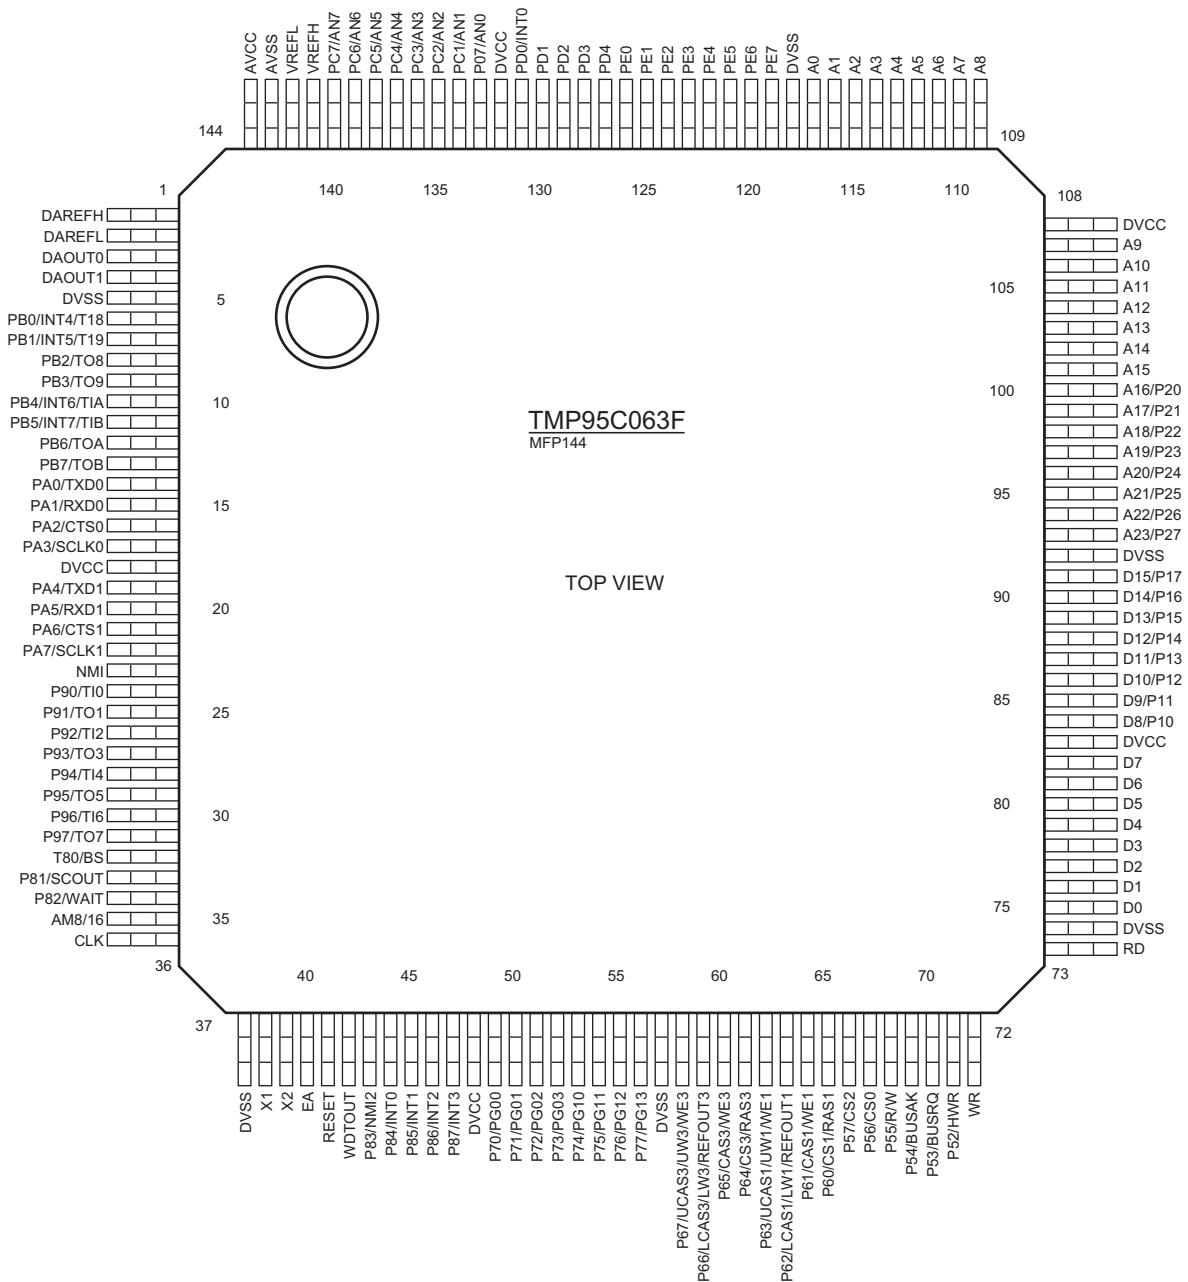 AVCC
AVSS
VREFL
VREFH
PC7/AN7
PC6/AN6
PC5/AN5
PC4/AN4
PC3/AN3
PC2/AN2
PC1/AN1
P07/AN0
DVCC
PD0/INT0
PD1
PD2
PD3
PD4
PE0
PE1
PE2
PE3
PE4
PE5
PE6
PE7
DVSS
A0
A1
A2
A3
A4
A5
A6
A7
A8
144
109
1
140
135
130
125
120
115
110
108
DAREFH
DAREFL
DAOUT0
DAOUT1
DVSS
PB0/INT4/T18
PB1/INT5/T19
PB2/TO8
PB3/TO9
PB4/INT6/TIA
PB5/INT7/TIB
PB6/TOA
PB7/TOB
PA0/TXD0
PA1/RXD0
PA2/CTS0
PA3/SCLK0
DVCC
PA4/TXD1
PA5/RXD1
PA6/CTS1
PA7/SCLK1
NMI
P90/TI0
P91/TO1
P92/TI2
P93/TO3
P94/TI4
P95/TO5
P96/TI6
P97/TO7
T80/BS
P81/SCOUT
P82/WAIT
AM8/16
CLK
5
10
15
20
25
30
35
TMP95C063F
MFP144
TOP VIEW
105
100
95
90
85
80
75
DVCC
A9
A10
A11
A12
A13
A14
A15
A16/P20
A17/P21
A18/P22
A19/P23
A20/P24
A21/P25
A22/P26
A23/P27
DVSS
D15/P17
D14/P16
D13/P15
D12/P14
D11/P13
D10/P12
D9/P11
D8/P10
DVCC
D7
D6
D5
D4
D3
D2
D1
D0
DVSS
RD
36
40
45
50
55
60
65
70
73
37
72
DVSS
X1
X2
EA
RESET
WDTOUT
P83/NMI2
P84/INT0
P85/INT1
P86/INT2
P87/INT3
DVCC
P70/PG00
P71/PG01
P72/PG02
P73/PG03
P74/PG10
P75/PG11
P76/PG12
P77/PG13
DVSS
P67/UCAS3/UW3/WE3
P66/LCAS3/LW3/REFOUT3
P65/CAS3/WE3
P64/CS3/RAS3
P63/UCAS1/UW1/WE1
P62/LCAS1/LW1/REFOUT1
P61/CAS1/WE1
P60/CS1/RAS1
P57/CS2
P56/CS0
P55/R/W
P54/BUSAK
P53/BUSRQ
P52/HWR
WR